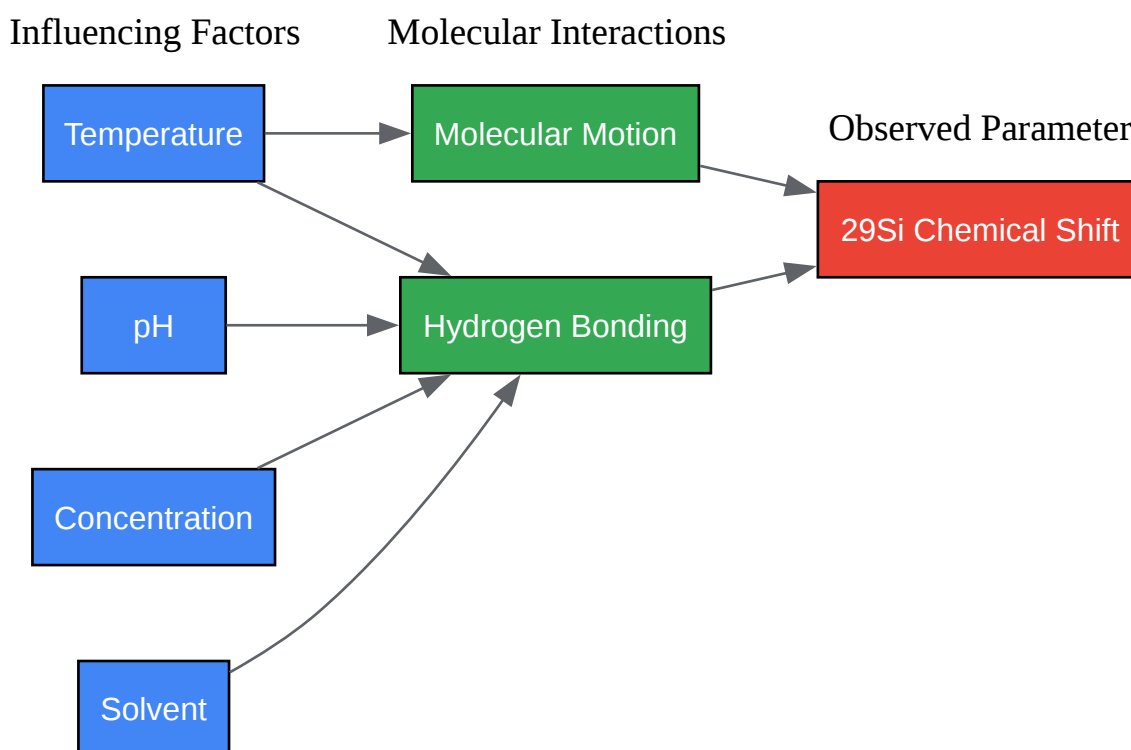 Influencing Factors
Molecular Interactions
Temperature
Molecular Motion
Observed Parameter
29Si Chemical Shift
pH
Hydrogen Bonding
Concentration
Solvent